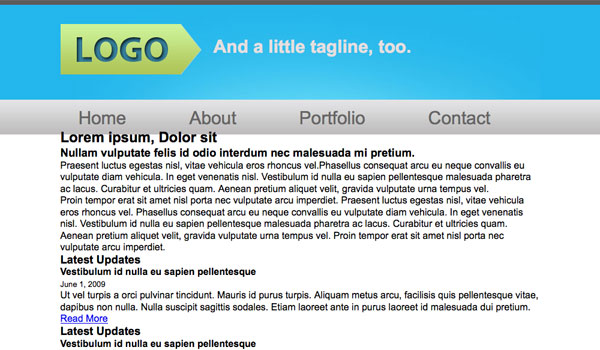 LOGO And a little tagline, too.
Home About Portfolio Contact
Lorem ipsum, Dolor sit
Nullam vulputate felis id odio interdum nec malesuada mi pretium.
Praesent luctus egestas nisl, vitae vehicula eros rhoncus vel.Phasellus consequat arcu eu neque convallis eu
vulputate diam vehicula. In eget venenatis nisl. Vestibulum id nulla eu sapien pellentesque malesuada pharetra
ac lacus. Curabitur et ultricies quam. Aenean pretium aliquet velit, gravida vulputate urna tempus vel.
Proin tempor erat sit amet nisl porta nec vulputate arcu imperdiet. Praesent luctus egestas nisl, vitae vehicula
eros rhoncus vel. Phasellus consequat arcu eu neque convallis eu vulputate diam vehicula. In eget venenatis
nisl. Vestibulum id nulla eu sapien pellentesque malesuada pharetra ac lacus. Curabitur et ultricies quam.
Aenean pretium aliquet velit, gravida vulputate urna tempus vel. Proin tempor erat sit amet nisl porta nec
vulputate arcu imperdiet.
Latest Updates
Vestibulum id nulla eu sapien pellentesque
June 1, 2009
Ut vel turpis a orci pulvinar tincidunt. Mauris id purus turpis. Aliquam metus arcu, facilisis quis pellentesque vitae,
dapibus non nulla. Nulla suscipit sagittis sodales. Etiam laoreet ante in purus laoreet id malesuada dui pretium.
Read More
Latest Updates
Vestibulum id nulla eu sapien pellentesque